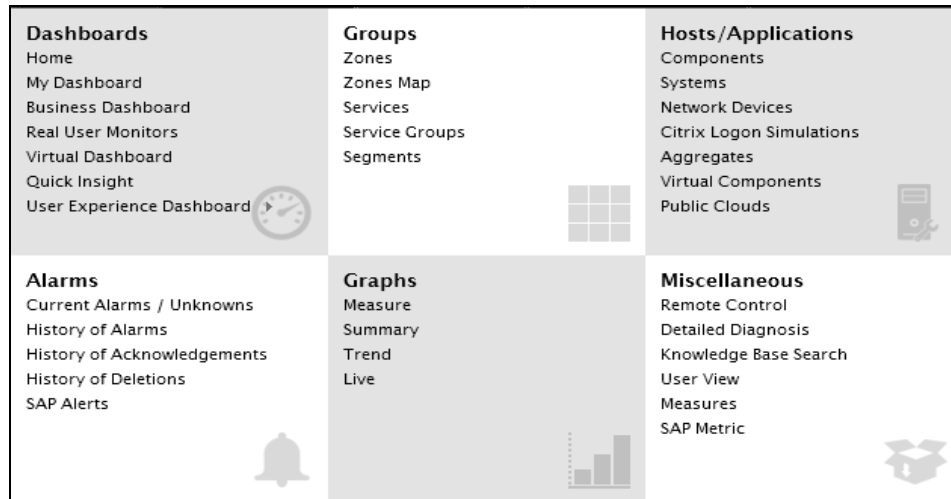 Dashboards
Home
My Dashboard
Business Dashboard
Real User Monitors
Virtual Dashboard
Quick Insight
User Experience Dashboard
Groups
Zones
Zones Map
Services
Service Groups
Segments
Hosts/Applications
Components
Systems
Network Devices
Citrix Logon Simulations
Aggregates
Virtual Components
Public Clouds
Alarms
Current Alarms / Unknowns
History of Alarms
History of Acknowledgements
History of Deletions
SAP Alerts
Graphs
Measure
Summary
Trend
Live
Miscellaneous
Remote Control
Detailed Diagnosis
Knowledge Base Search
User View
Measures
SAP Metric